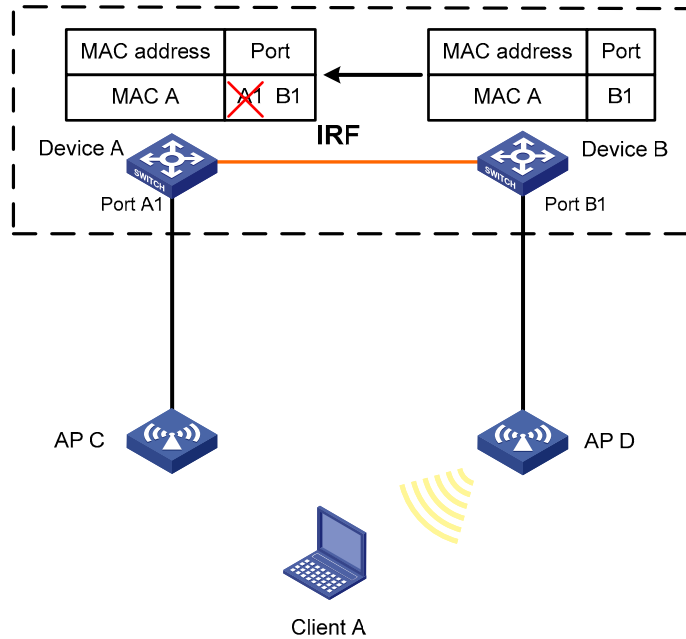 MAC address Port
MAC A A1 B1
MAC address Port
MAC A B1
IRF
Device A
Device B
SWITCH
SWITCH
Port A1
Port B1
AP C
AP D
Client A